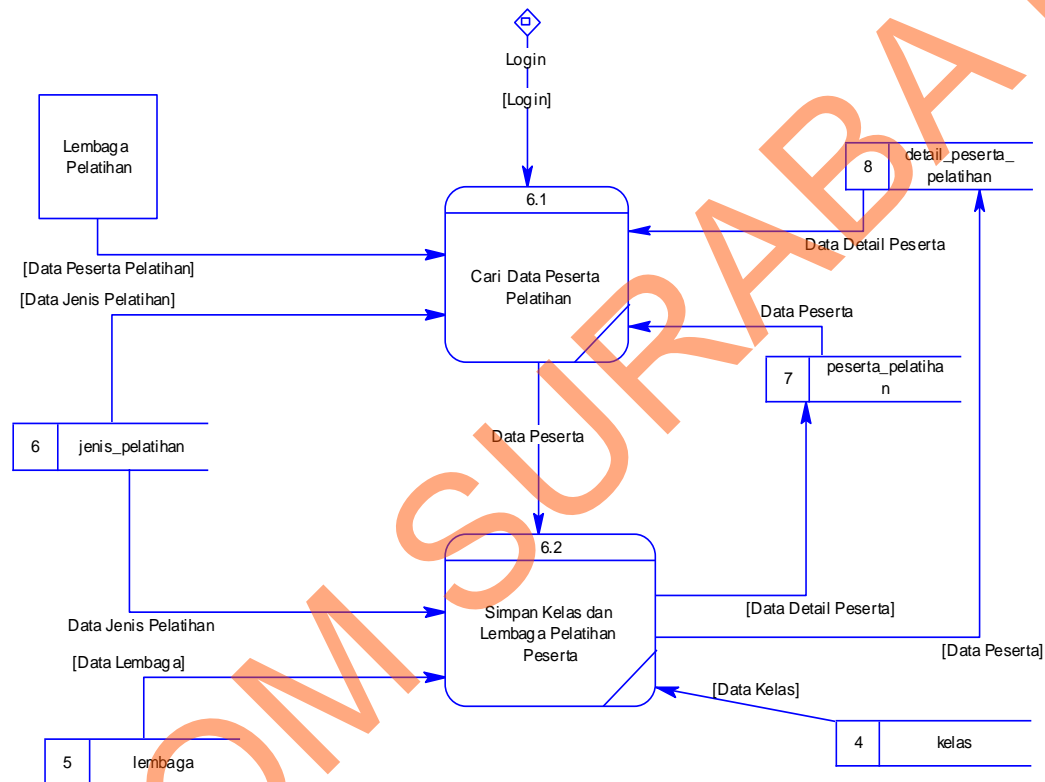 Login
[Login]
Lembaga
Pelatihan
8
detail_peserta_
pelatihan
6.1
Data Detail Peserta
[Data Peserta Pelatihan]
Cari Data Peserta
Pelatihan
[Data Jenis Pelatihan]
Data Peserta
7
peserta_pelatiha
n
6
jenis_pelatihan
Data Peserta
6.2
Simpan Kelas dan
Lembaga Pelatihan
Peserta
[Data Detail Peserta]
Data Jenis Pelatihan
[Data Peserta]
[Data Lembaga]
[Data Kelas]
4
kelas
5
lembaga
OM SURABA